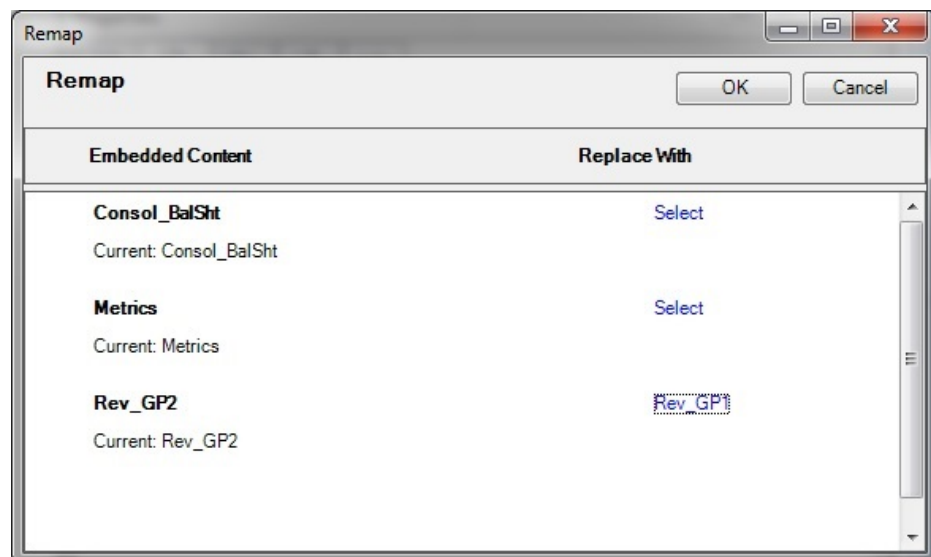 Remap
Remap
OK Cancel
Embedded Content Replace With
Consol_BalSht Select
Current: Consol_BalSht
Metrics Select
Current: Metrics
Rev_GP2 Rev_GP1
Current: Rev_GP2